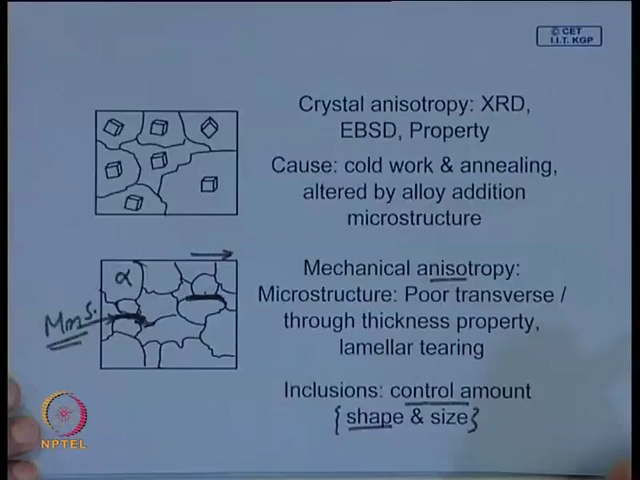 © CET
I.I.T. KGP
Crystal anisotropy: XRD,
EBSD, Property
Cause: cold work & annealing,
altered by alloy addition
microstructure
Mechanical anisotropy:
Microstructure: Poor transverse /
through thickness property,
lamellar tearing
Inclusions: control amount
{ shape & size }
α
MnS.
NPTEL